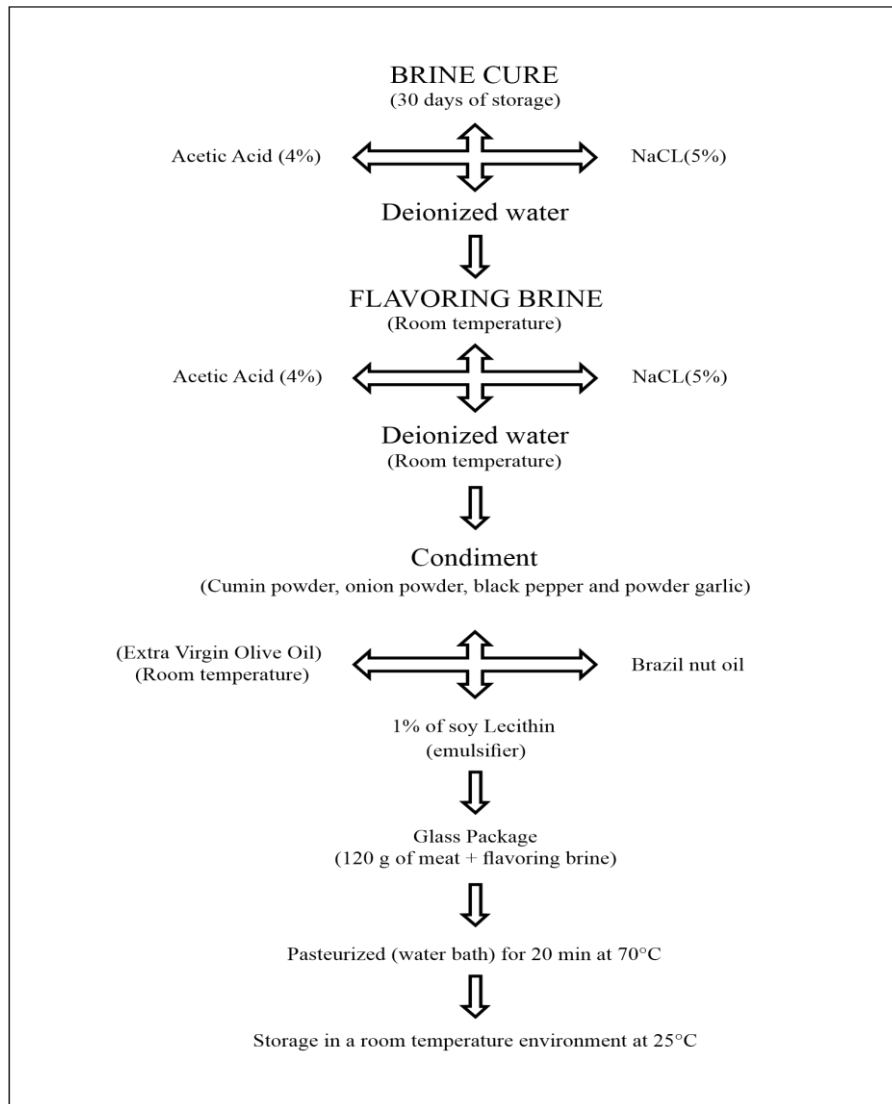 BRINE CURE
(30 days of storage)
Acetic Acid (4%)
NaCL(5%)
Deionized water
FLAVORING BRINE
(Room temperature)
Acetic Acid (4%)
NaCL(5%)
Deionized water
(Room temperature)
Condiment
(Cumin powder, onion powder, black pepper and powder garlic)
(Extra Virgin Olive Oil)
(Room temperature)
Brazil nut oil
1% of soy Lecithin
(emulsifier)
Glass Package
(120 g of meat + flavoring brine)
Pasteurized (water bath) for 20 min at 70°C
Storage in a room temperature environment at 25°C